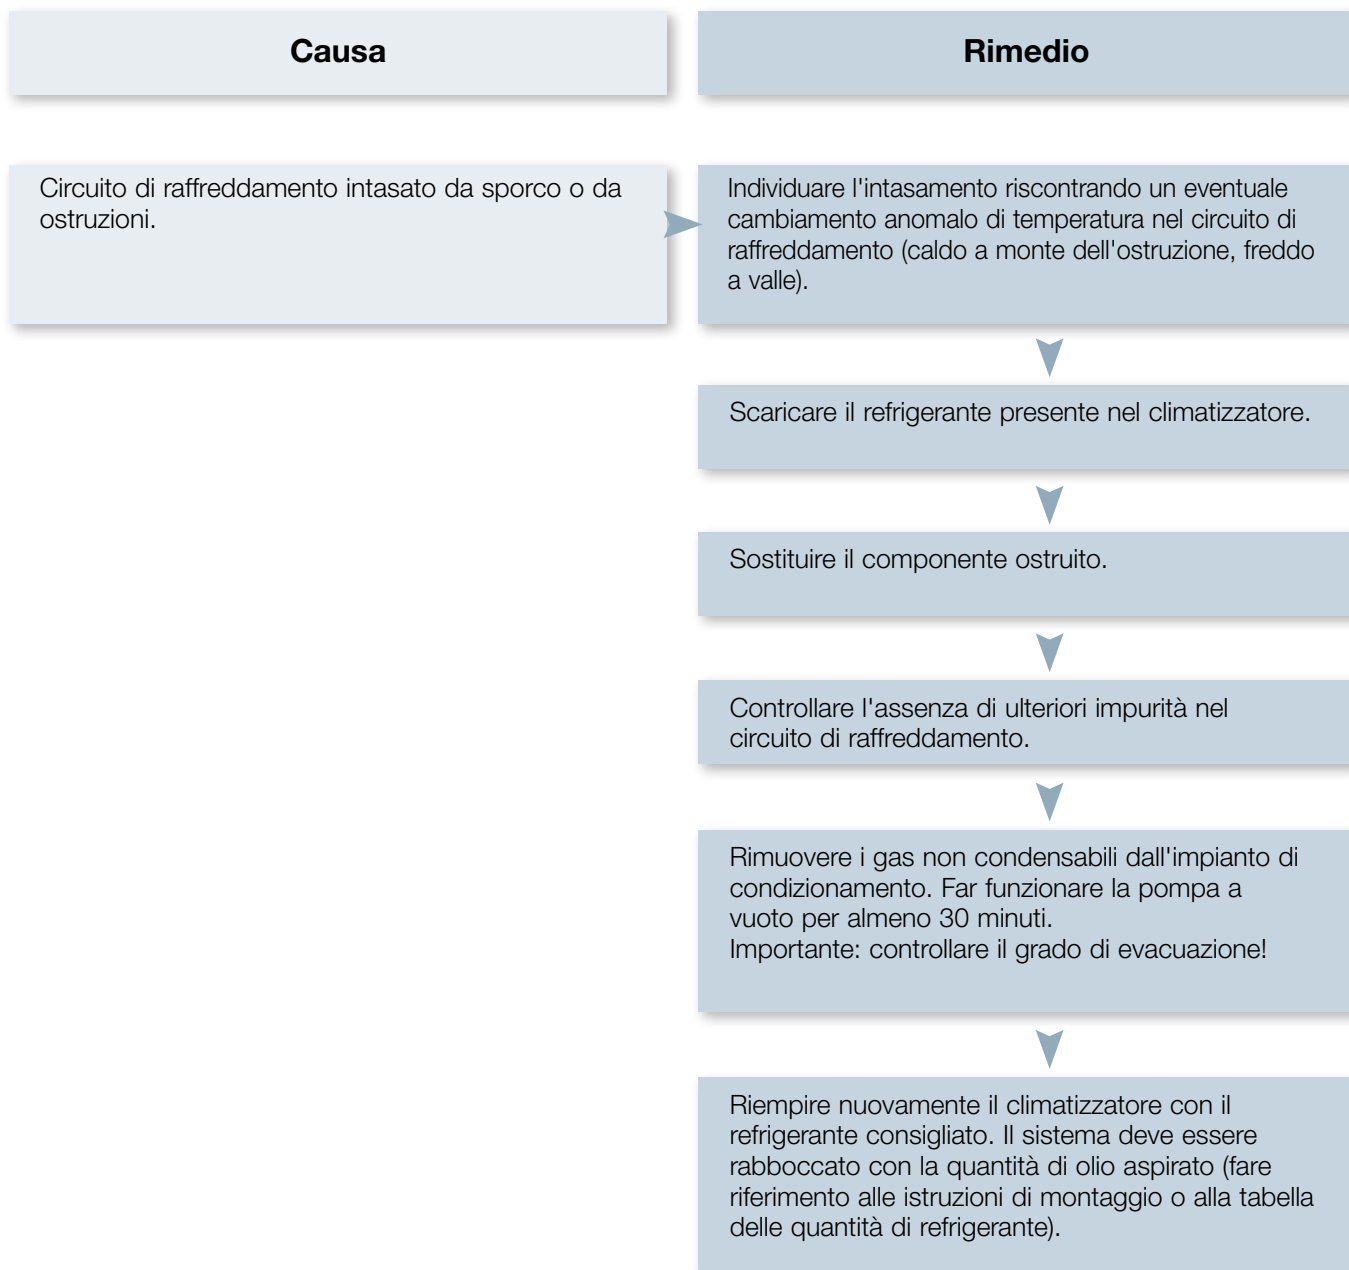 Causa
Rimedio
Circuito di raffreddamento intasato da sporco o da
ostruzioni.
Individuare l'intasamento riscontrando un eventuale
cambiamento anomalo di temperatura nel circuito di
raffreddamento (caldo a monte dell'ostruzione, freddo
a valle).
Scaricare il refrigerante presente nel climatizzatore.
Sostituire il componente ostruito.
Controllare l'assenza di ulteriori impurità nel
circuito di raffreddamento.
Rimuovere i gas non condensabili dall'impianto di
condizionamento. Far funzionare la pompa a
vuoto per almeno 30 minuti.
Importante: controllare il grado di evacuazione!
Riempire nuovamente il climatizzatore con il
refrigerante consigliato. Il sistema deve essere
rabboccato con la quantità di olio aspirato (fare
riferimento alle istruzioni di montaggio o alla tabella
delle quantità di refrigerante).